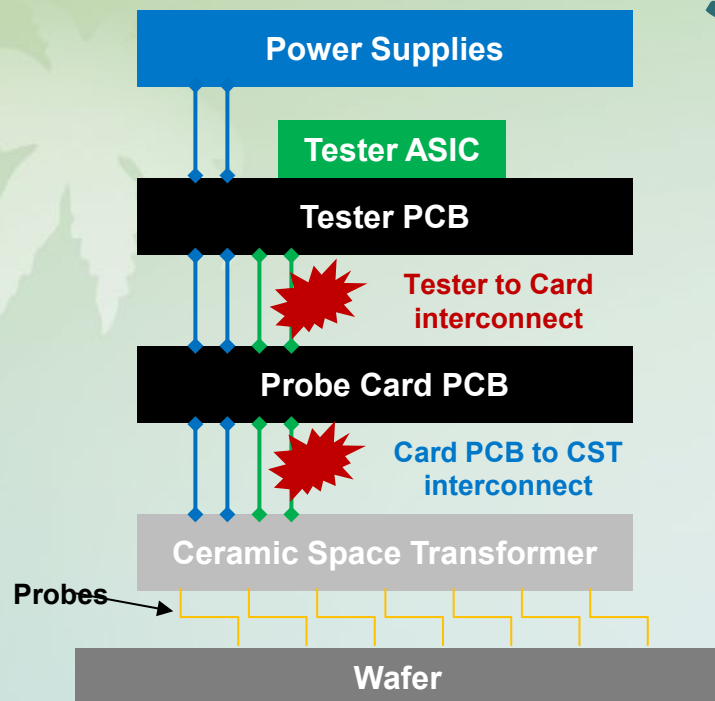 Power Supplies
Tester ASIC
Tester PCB
Tester to Card
interconnect
Probe Card PCB
Card PCB to CST
interconnect
Ceramic Space Transformer
Probes
Wafer